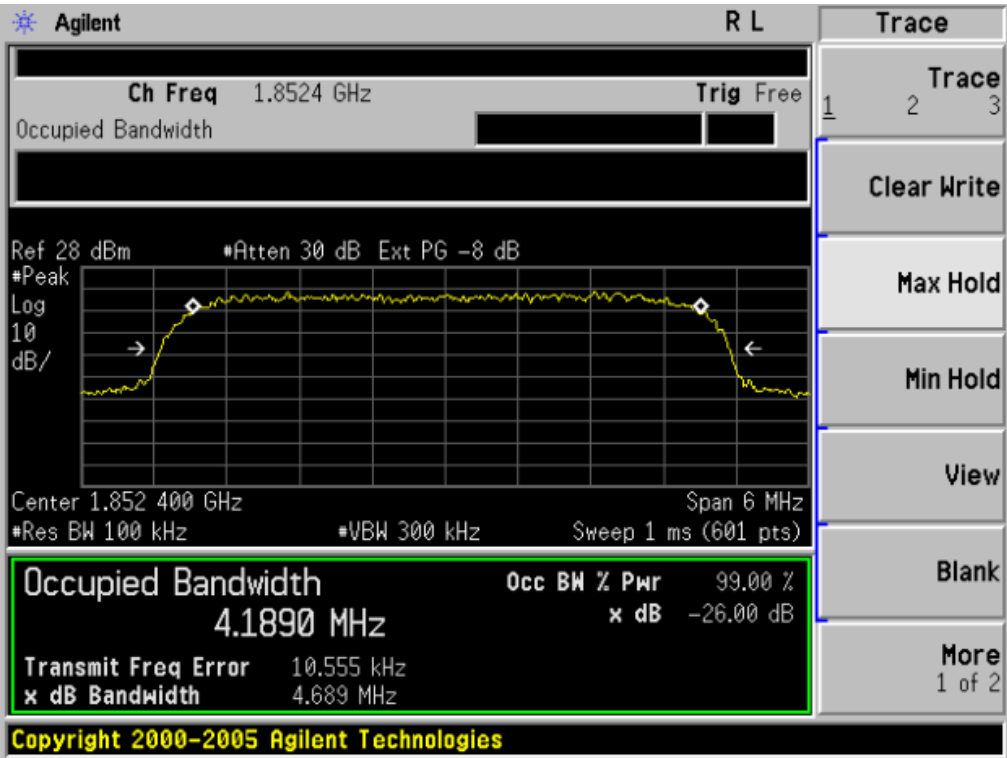 Agilent R L Trace
Ch Freq 1.8524 GHz Trig Free
Trace
1 2 3
Occupied Bandwidth
Clear Write
Ref 28 dBm #Atten 30 dB Ext PG -8 dB
#Peak
Log
10
dB/
Max Hold
Min Hold
View
Center 1.852 400 GHz Span 6 MHz
#Res BW 100 kHz #VBW 300 kHz Sweep 1 ms (601 pts)
Blank
Occupied Bandwidth Occ BW % Pwr 99.00 %
4.1890 MHz x dB -26.00 dB
Transmit Freq Error 10.555 kHz
x dB Bandwidth 4.689 MHz
More
1 of 2
Copyright 2000-2005 Agilent Technologies